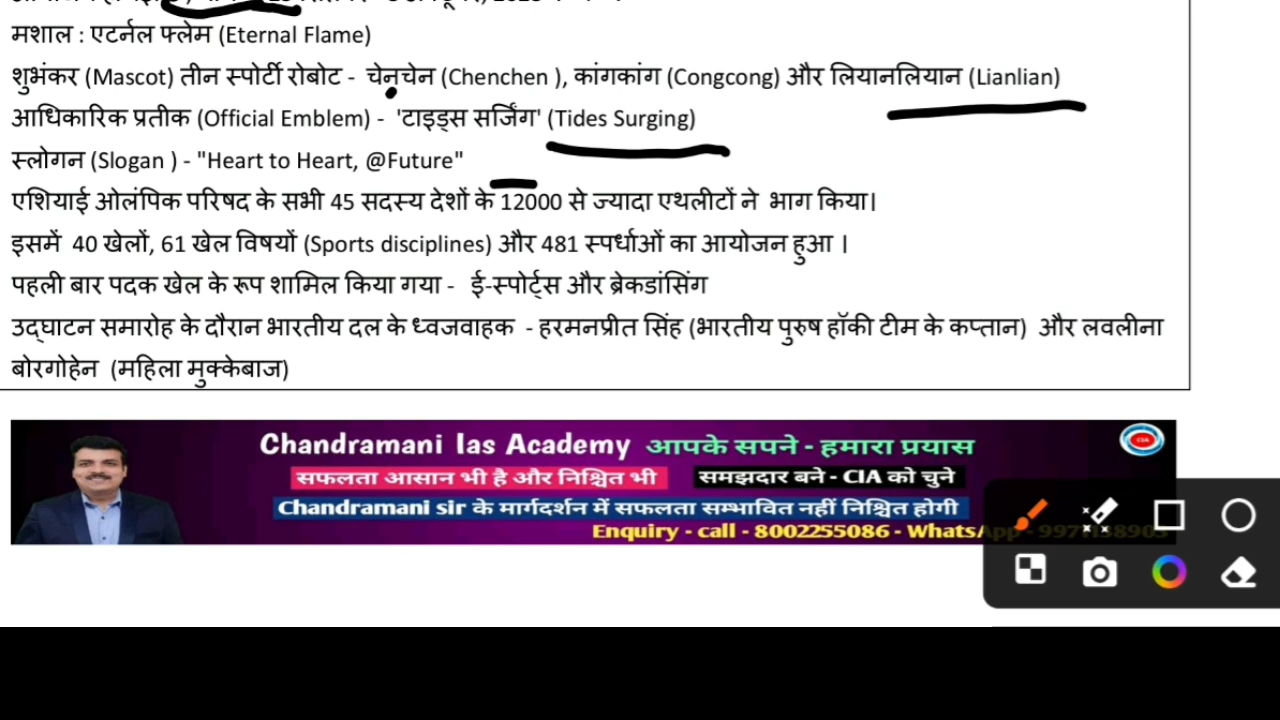 मशाल : एटर्नल फ्लेम (Eternal Flame)
शुभंकर (Mascot) तीन स्पोर्टी रोबोट - चेनचेन (Chenchen ), कांगकांग (Congcong) और लियानलियान (Lianlian)
आधिकारिक प्रतीक (Official Emblem) - 'टाइड्स सर्जिंग' (Tides Surging)
स्लोगन (Slogan ) - "Heart to Heart, @Future"
एशियाई ओलंपिक परिषद के सभी 45 सदस्य देशों के 12000 से ज्यादा एथलीटों ने भाग किया।
इसमें 40 खेलों, 61 खेल विषयों (Sports disciplines) और 481 स्पर्धाओं का आयोजन हुआ ।
पहली बार पदक खेल के रूप शामिल किया गया - ई-स्पोर्ट्स और ब्रेकडांसिंग
उद्घाटन समारोह के दौरान भारतीय दल के ध्वजवाहक - हरमनप्रीत सिंह (भारतीय पुरुष हॉकी टीम के कप्तान) और लवलीना
बोरगोहेन (महिला मुक्केबाज)
Chandramani Ias Academy आपके सपने - हमारा प्रयास
CIA
सफलता आसान भी है और निश्चित भी समझदार बने - CIA को चुने
Chandramani sir के मार्गदर्शन में सफलता सम्भावित नहीं निश्चित होगी
Enquiry - call - 8002255086 - WhatsApp -